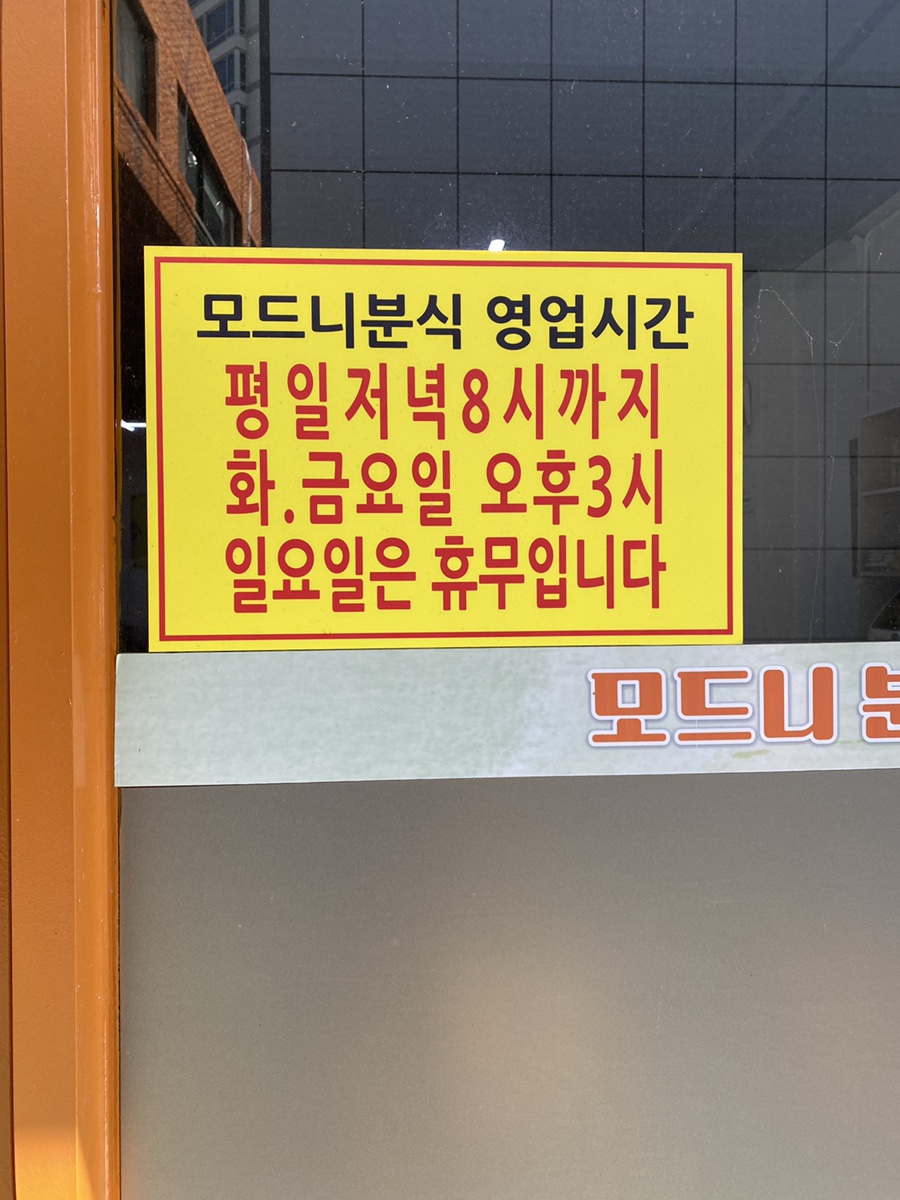 모드니분식 영업시간
평일저녁8시까지
화.금요일 오후3시
일요일은 휴무입니다
모드니 분